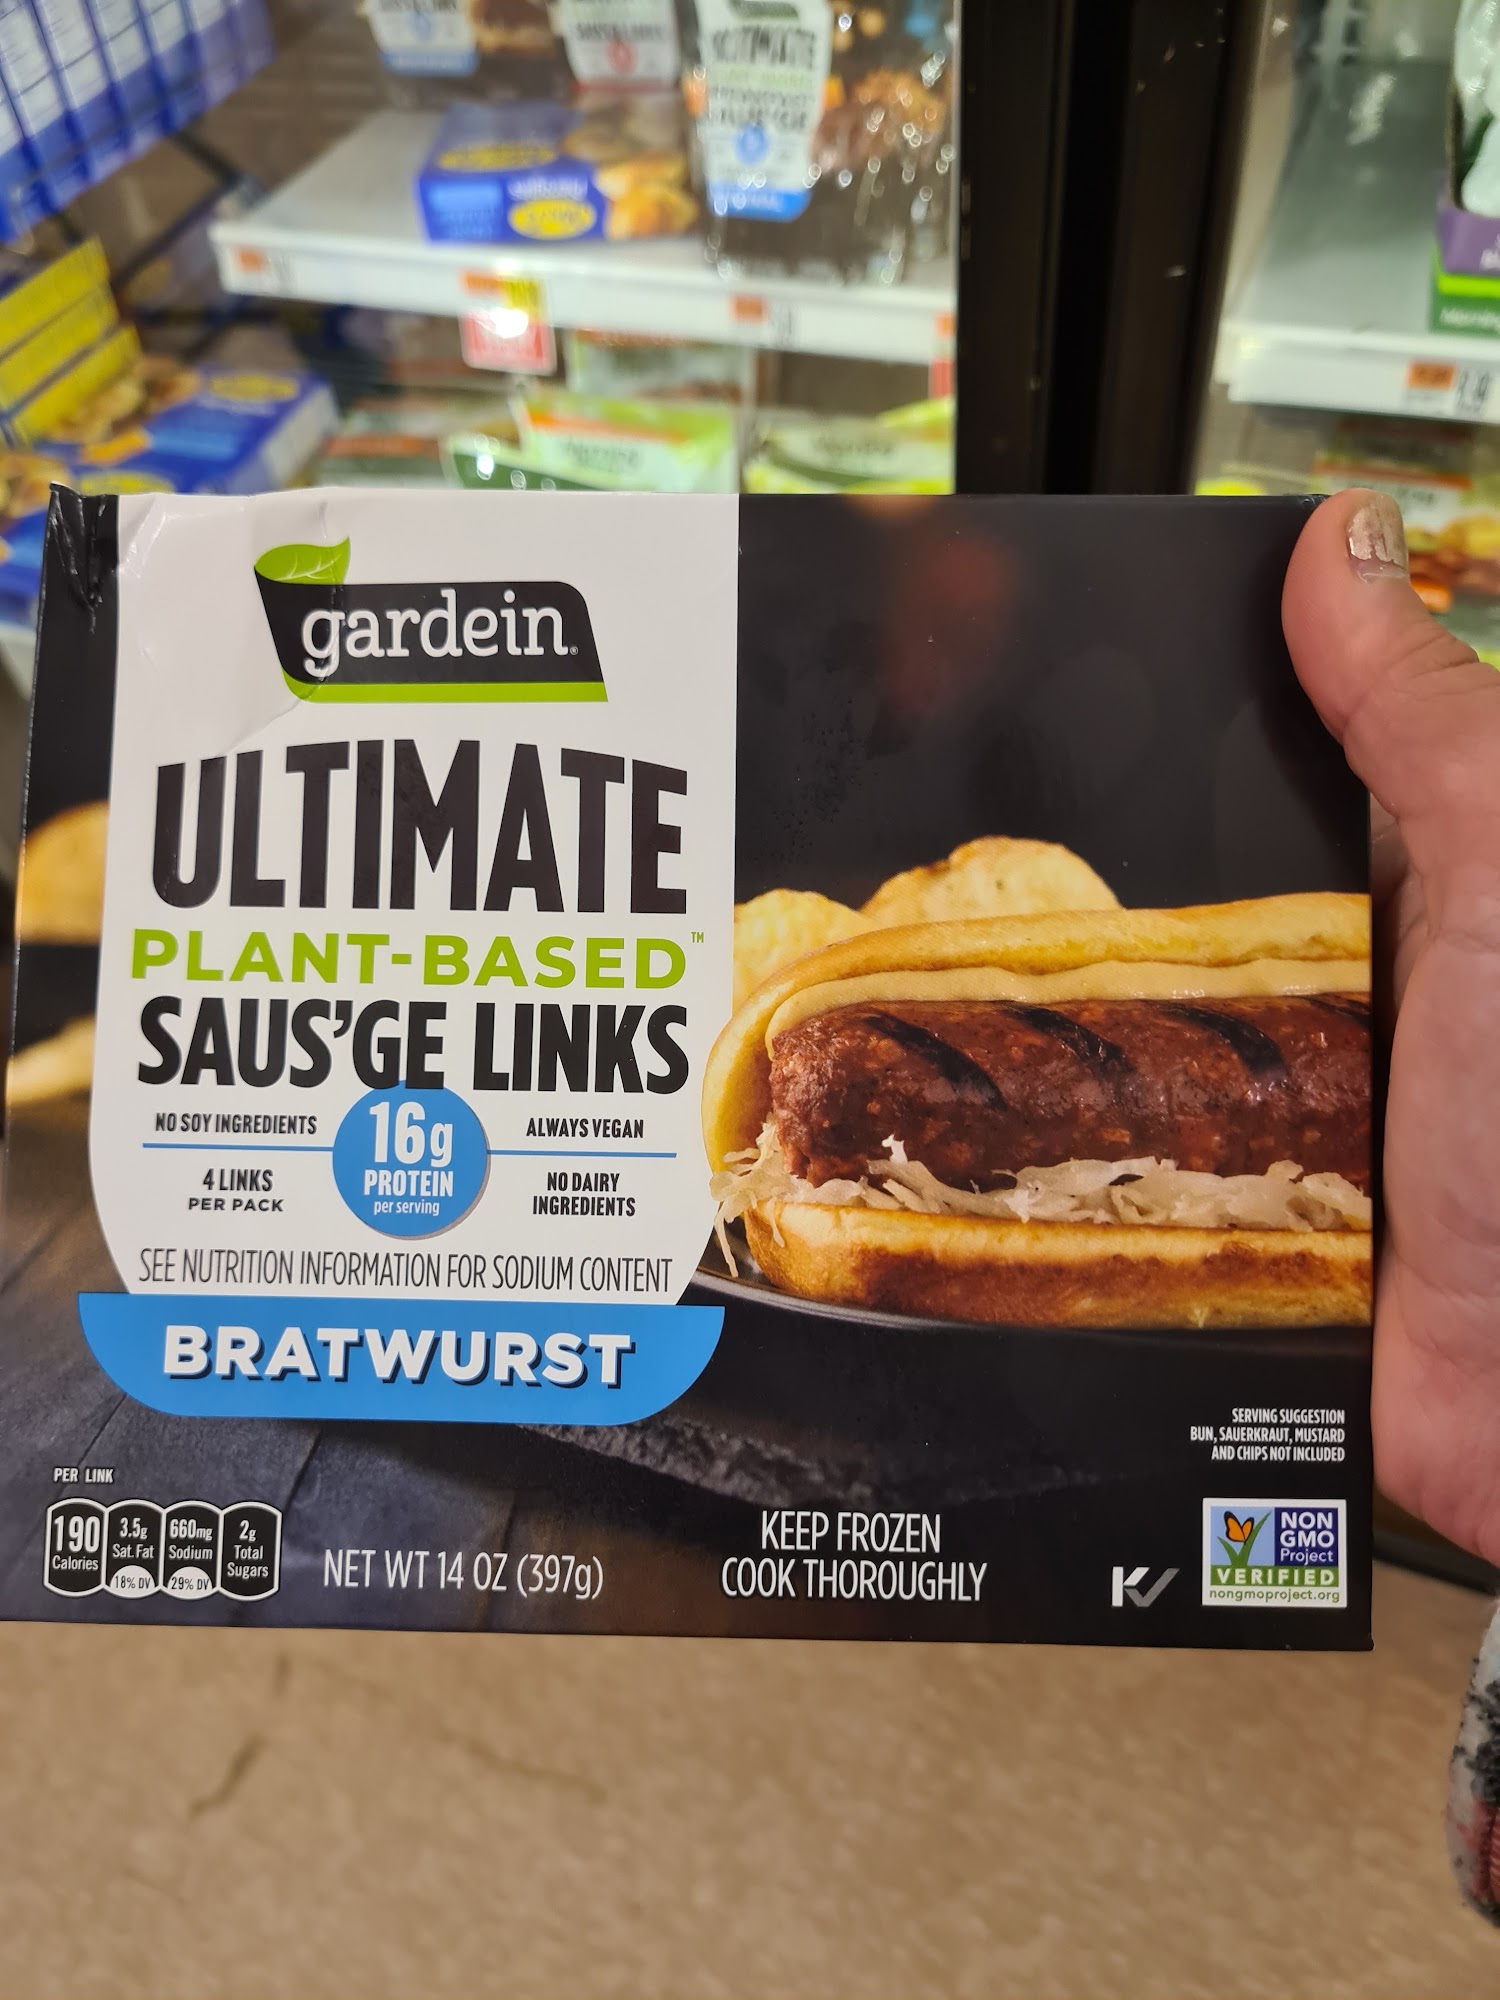 gardein
ULTIMATE
PLANT-BASED™
SAUS'GE LINKS
NO SOY INGREDIENTS
4 LINKS
PER PACK
16g
PROTEIN
per serving
ALWAYS VEGAN
NO DAIRY
INGREDIENTS
SEE NUTRITION INFORMATION FOR SODIUM CONTENT
BRATWURST
SERVING SUGGESTION
BUN, SAUERKRAUT, MUSTARD
AND CHIPS NOT INCLUDED
PER LINK
190
Calories
3.5g
Sat. Fat
18% DV
660mg
Sodium
29% DV
2g
Total
Sugars
NET WT 14 OZ (397g)
KEEP FROZEN
COOK THOROUGHLY
K
NON
GMO
Project
VERIFIED
nongmoproject.org
ULTIMATE